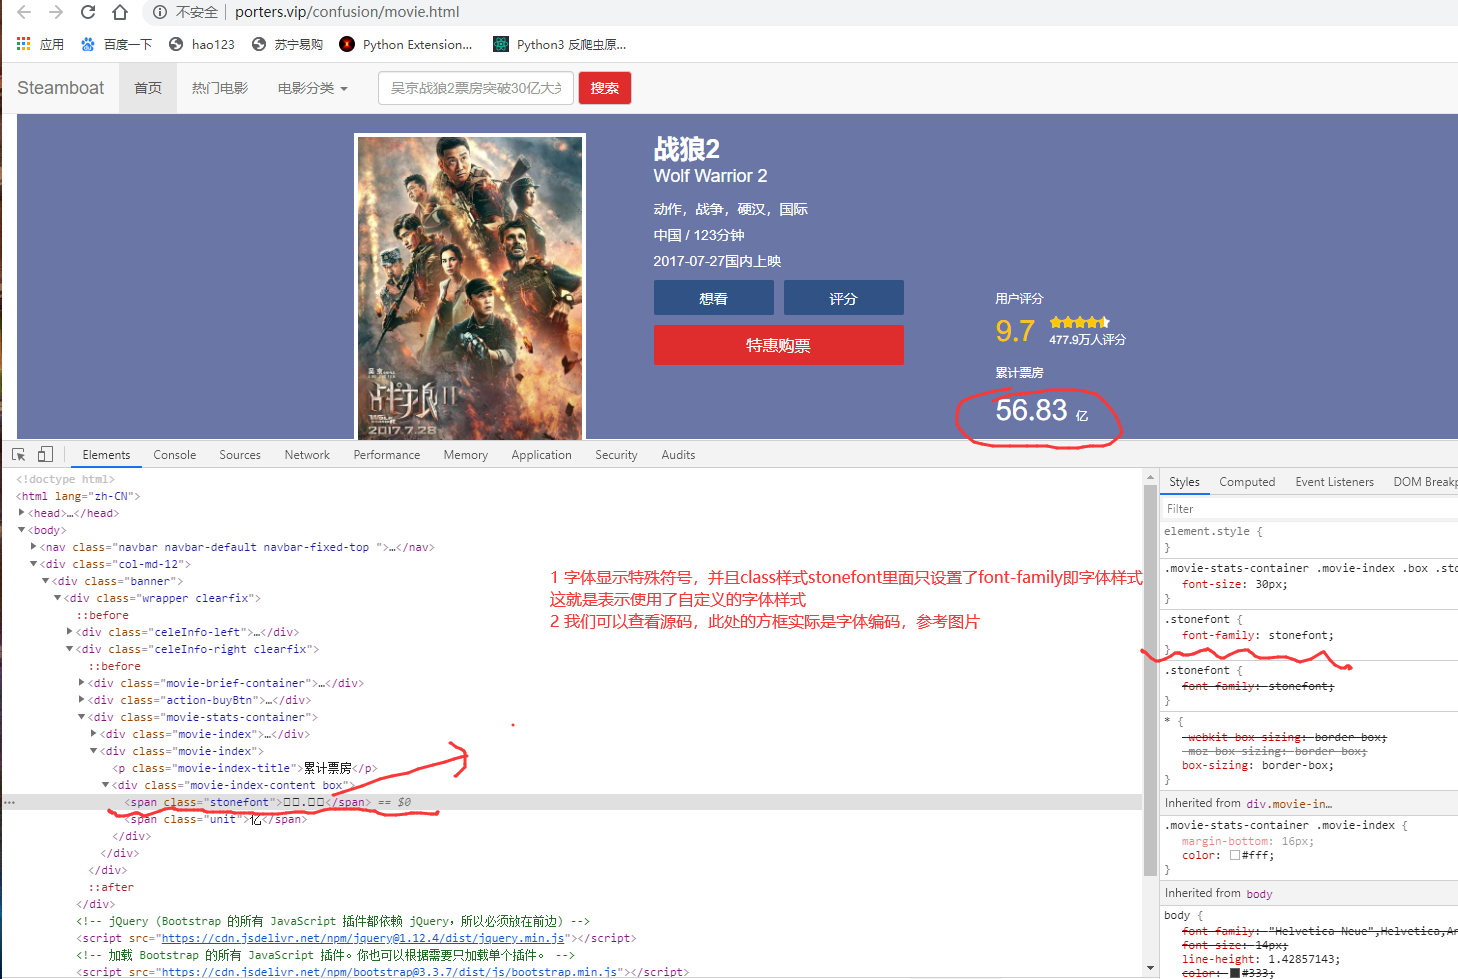 不安全 | porters.vip/confusion/movie.html
应用 百度一下 hao123 苏宁易购 Python Extension... Python3 反爬虫原...
Steamboat 首页 热门电影 电影分类 吴京战狼2票房突破30亿大关 搜索
战狼2
Wolf Warrior 2
动作，战争，硬汉，国际
中国 / 123分钟
2017-07-27国内上映
想看 评分
特惠购票
用户评分
9.7
477.9万人评分
累计票房
56.83 亿
吴京
战狼II
2017.7.28
Elements Console Sources Network Performance Memory Application Security Audits
<!doctype html>
<html lang="zh-CN">
<head>…</head>
<body>
<nav class="navbar navbar-default navbar-fixed-top ">…</nav>
<div class="col-md-12">
<div class="banner">
<div class="wrapper clearfix">
::before
<div class="celeInfo-left">…</div>
<div class="celeInfo-right clearfix">
::before
<div class="movie-brief-container">…</div>
<div class="action-buyBtn">…</div>
<div class="movie-stats-container">
<div class="movie-index">…</div>
<div class="movie-index">
<p class="movie-index-title">累计票房</p>
<div class="movie-index-content box">
<span class="stonefont">□□.□□</span> == $0
<span class="unit">亿</span>
</div>
</div>
</div>
::after
</div>
<!-- jQuery (Bootstrap 的所有 JavaScript 插件都依赖 jQuery，所以必须放在前边) -->
<script src="https://cdn.jsdelivr.net/npm/jquery@1.12.4/dist/jquery.min.js"></script>
<!-- 加载 Bootstrap 的所有 JavaScript 插件。你也可以根据需要只加载单个插件。 -->
<script src="https://cdn.jsdelivr.net/npm/bootstrap@3.3.7/dist/js/bootstrap.min.js"></script>
1 字体显示特殊符号，并且class样式stonefont里面只设置了font-family即字体样式
这就是表示使用了自定义的字体样式
2 我们可以查看源码，此处的方框实际是字体编码，参考图片
Styles Computed Event Listeners DOM Breakp
Filter
element.style {
}
.movie-stats-container .movie-index .box .sto
font-size: 30px;
}
.stonefont {
font-family: stonefont;
}
.stonefont {
font-family: stonefont;
}
* {
-webkit-box-sizing: border-box;
-moz-box-sizing: border-box;
box-sizing: border-box;
}
Inherited from div.movie-in…
.movie-stats-container .movie-index {
margin-bottom: 16px;
color: #fff;
}
Inherited from body
body {
font-family: "Helvetica Neue",Helvetica,Ar
font-size: 14px;
line-height: 1.42857143;
color: #333;